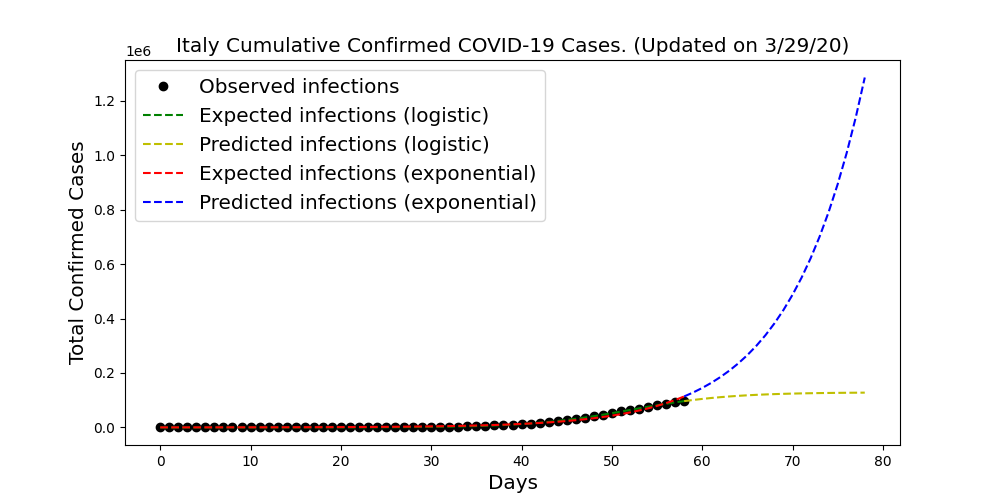 Italy Cumulative Confirmed COVID-19 Cases. (Updated on 3/29/20)
1e6
Observed infections
Expected infections (logistic)
Predicted infections (logistic)
Expected infections (exponential)
Predicted infections (exponential)
Total Confirmed Cases
1.2
1.0
0.8
0.6
0.4
0.2
0.0
0 10 20 30 40 50 60 70 80
Days